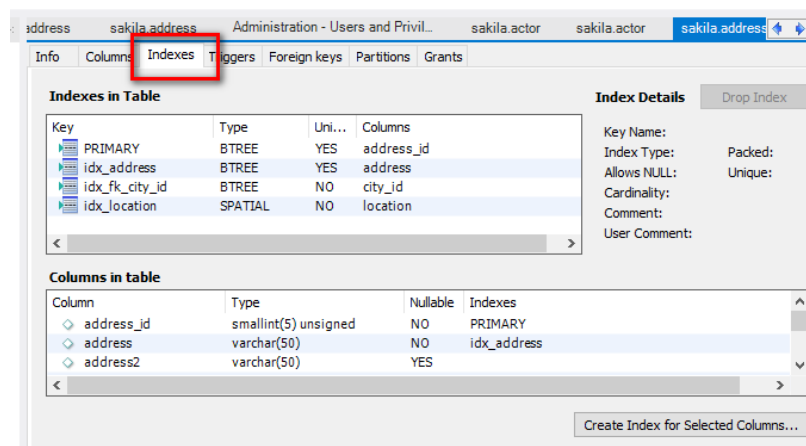 address sakila.address Administration - Users and Privil... sakila.actor sakila.actor sakila.address
Info Columns Indexes Triggers Foreign keys Partitions Grants
Indexes in Table
Key Type Uni... Columns
PRIMARY BTREE YES address_id
idx_address BTREE YES address
idx_fk_city_id BTREE NO city_id
idx_location SPATIAL NO location
Index Details Drop Index
Key Name:
Index Type: Packed:
Allows NULL: Unique:
Cardinality:
Comment:
User Comment:
Columns in table
Column Type Nullable Indexes
address_id smallint(5) unsigned NO PRIMARY
address varchar(50) NO idx_address
address2 varchar(50) YES
Create Index for Selected Columns...